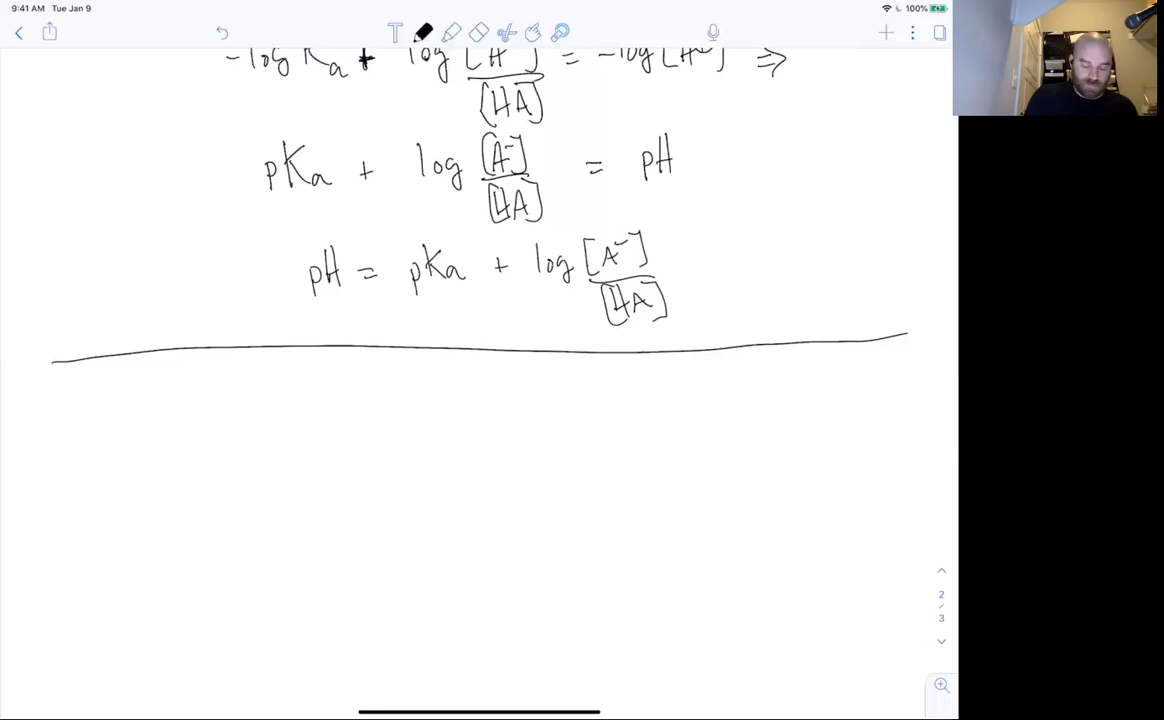 9:41 AM Tue Jan 9
100%
T
-log Ka + log [A-]/[HA] = -log [H+] ⇒
pKa + log [A-]/[HA] = pH
pH = pKa + log [A-]/[HA]
2
/
3